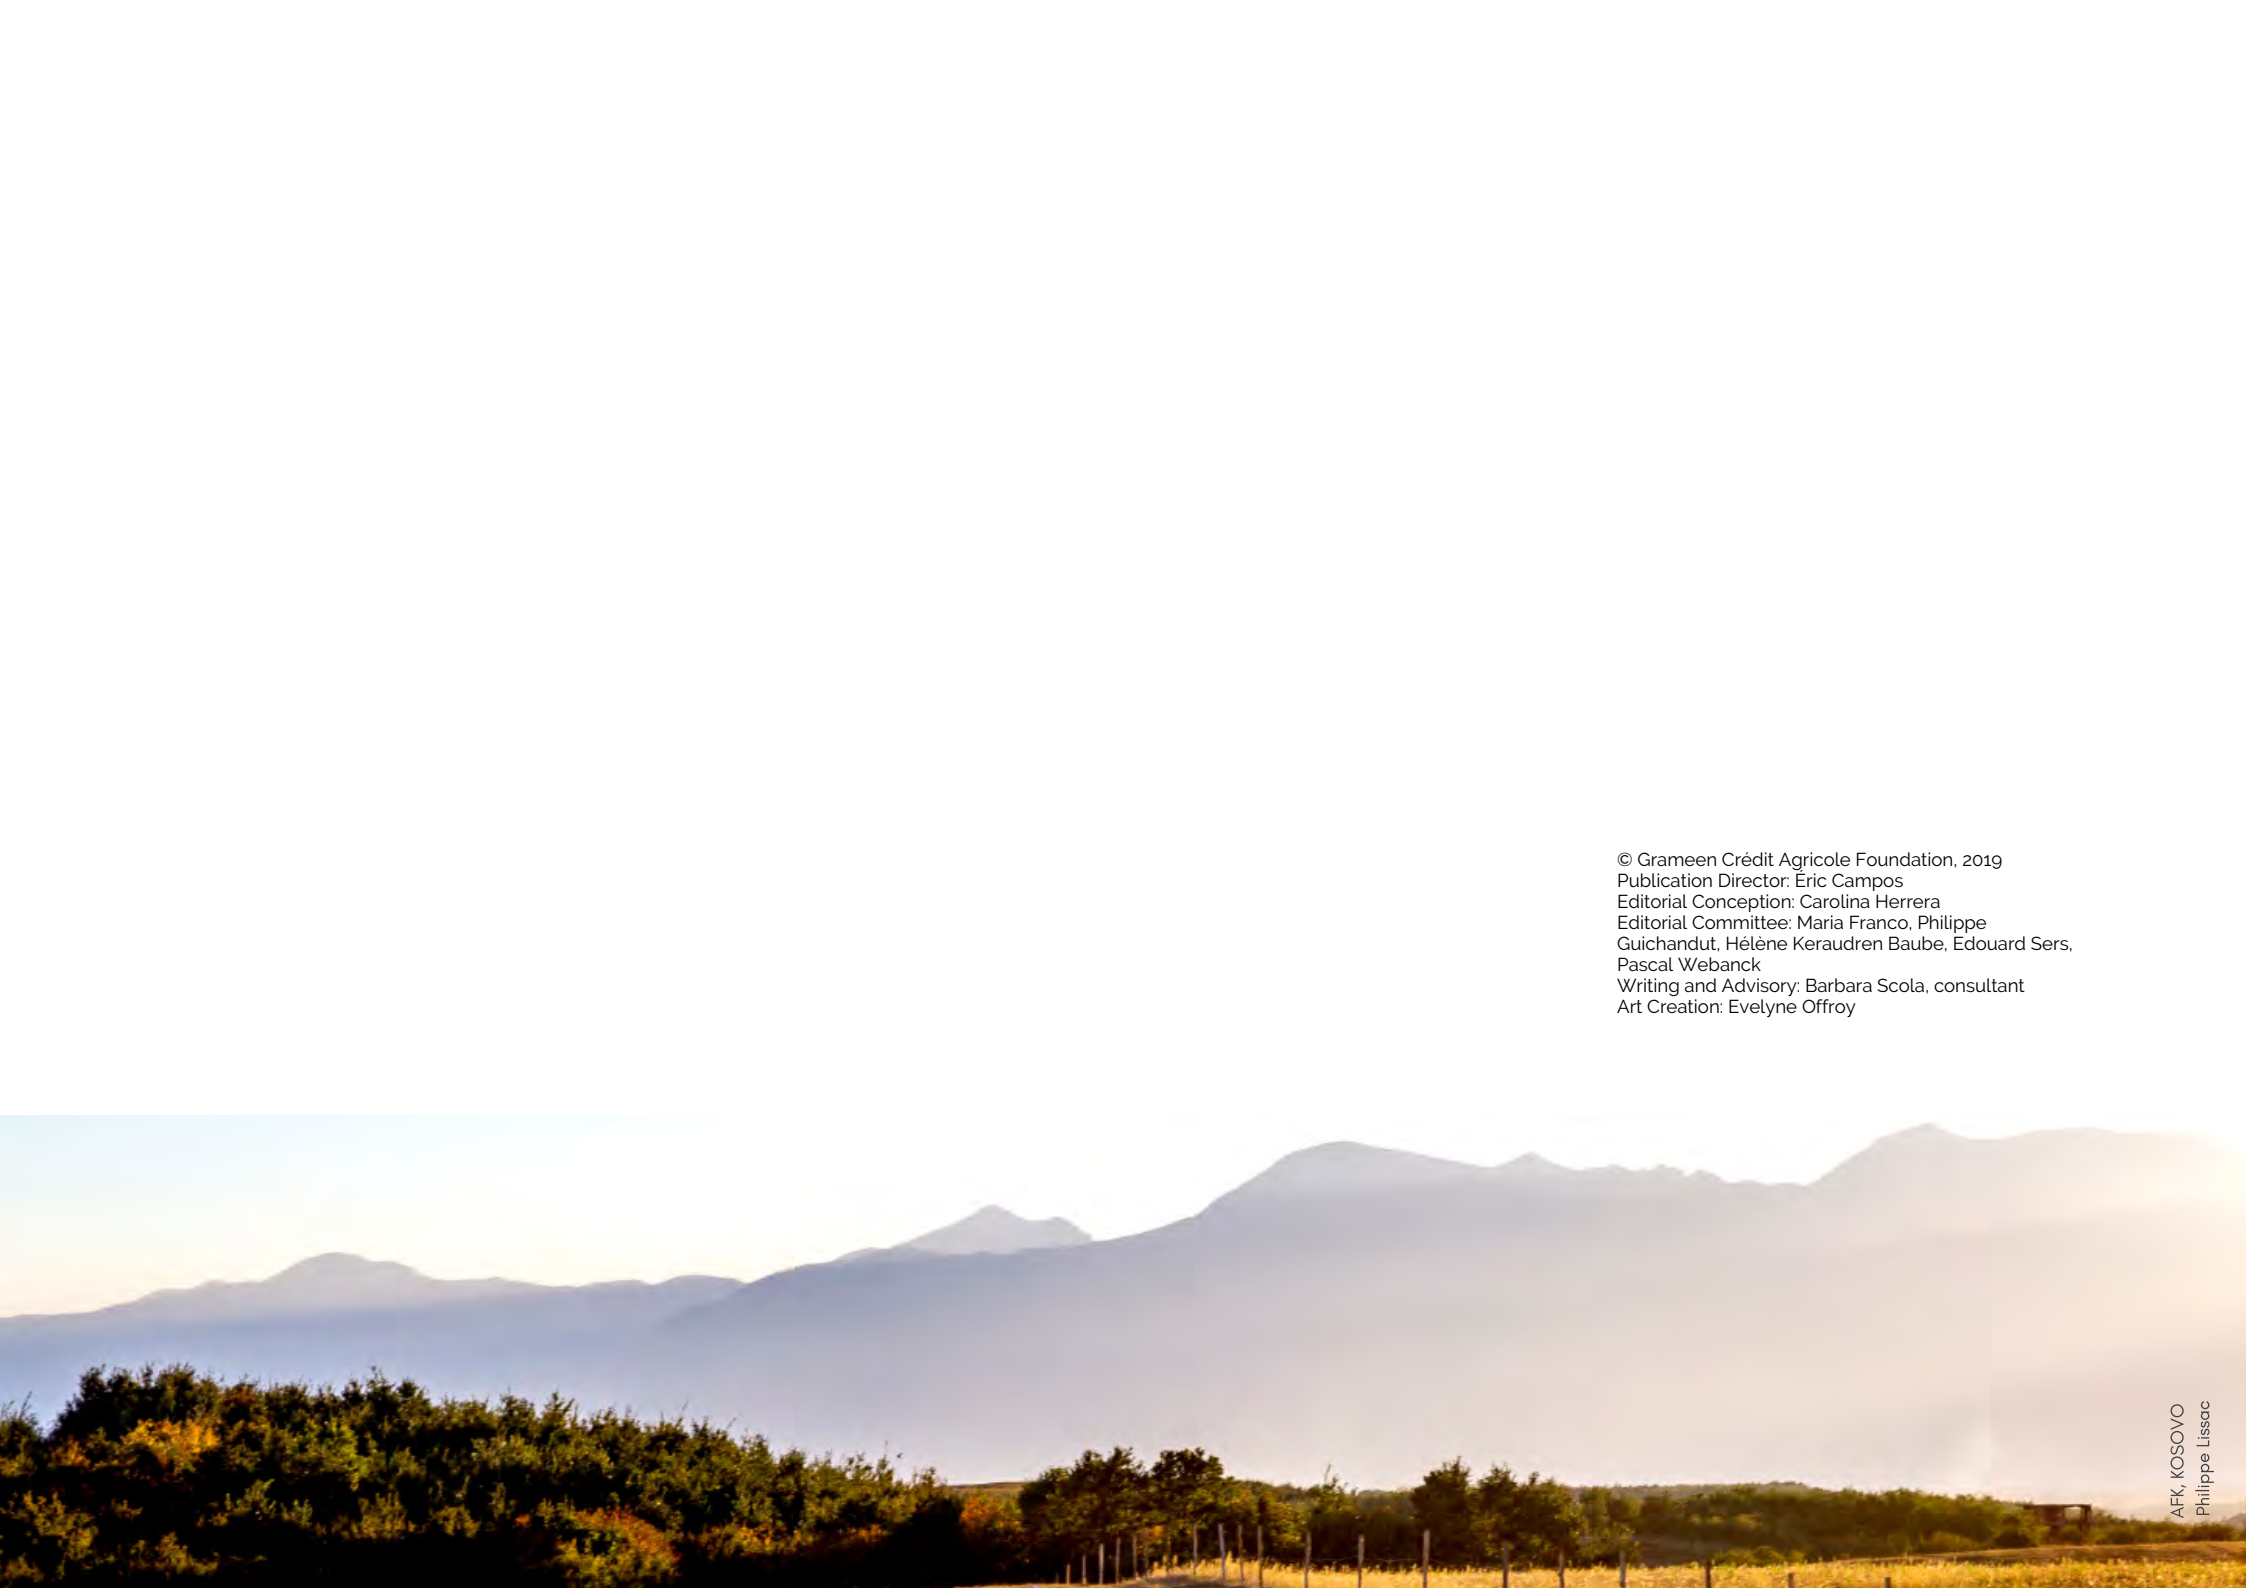 © Grameen Crédit Agricole Foundation, 2019
Publication Director: Éric Campos
Editorial Conception: Carolina Herrera
Editorial Committee: Maria Franco, Philippe
Guichandut, Hélène Keraudren Baube, Edouard Sers,
Pascal Webanck
Writing and Advisory: Barbara Scola, consultant
Art Creation: Evelyne Offroy
AFK, KOSOVO
Philippe Lissac